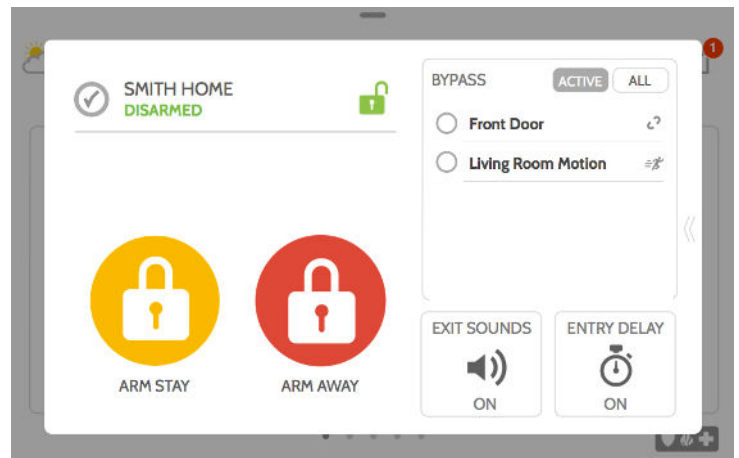 1
SMITH HOME
DISARMED
BYPASS
ACTIVE
ALL
Front Door
Living Room Motion
ARM STAY
ARM AWAY
EXIT SOUNDS
ON
ENTRY DELAY
ON